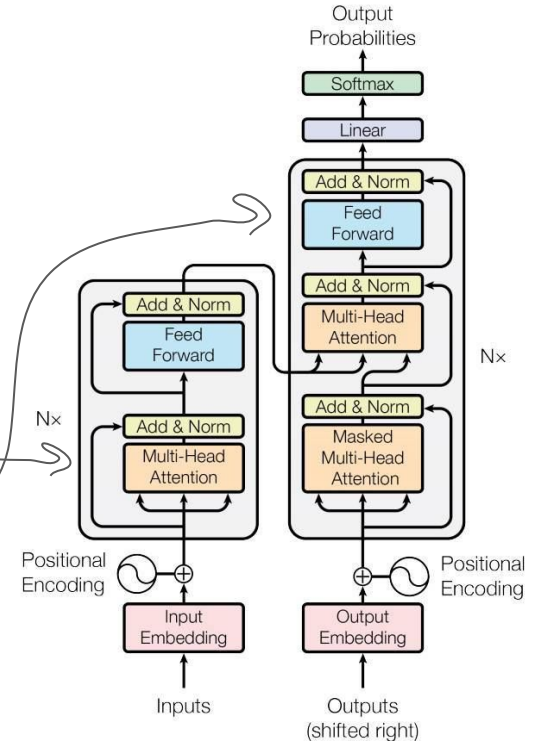 Output
Probabilities
Softmax
Linear
Add & Norm
Feed
Forward
Add & Norm
Multi-Head
Attention
Add & Norm
Masked
Multi-Head
Attention
Nx
Add & Norm
Feed
Forward
Add & Norm
Multi-Head
Attention
Nx
Positional
Encoding
Positional
Encoding
Input
Embedding
Output
Embedding
Inputs
Outputs
(shifted right)